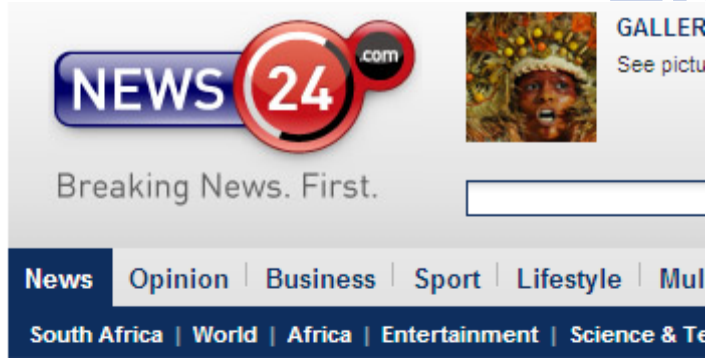 NEWS 24 .com
Breaking News. First.
GALLER
See pictu
News Opinion Business Sport Lifestyle Mul
South Africa | World | Africa | Entertainment | Science & Te